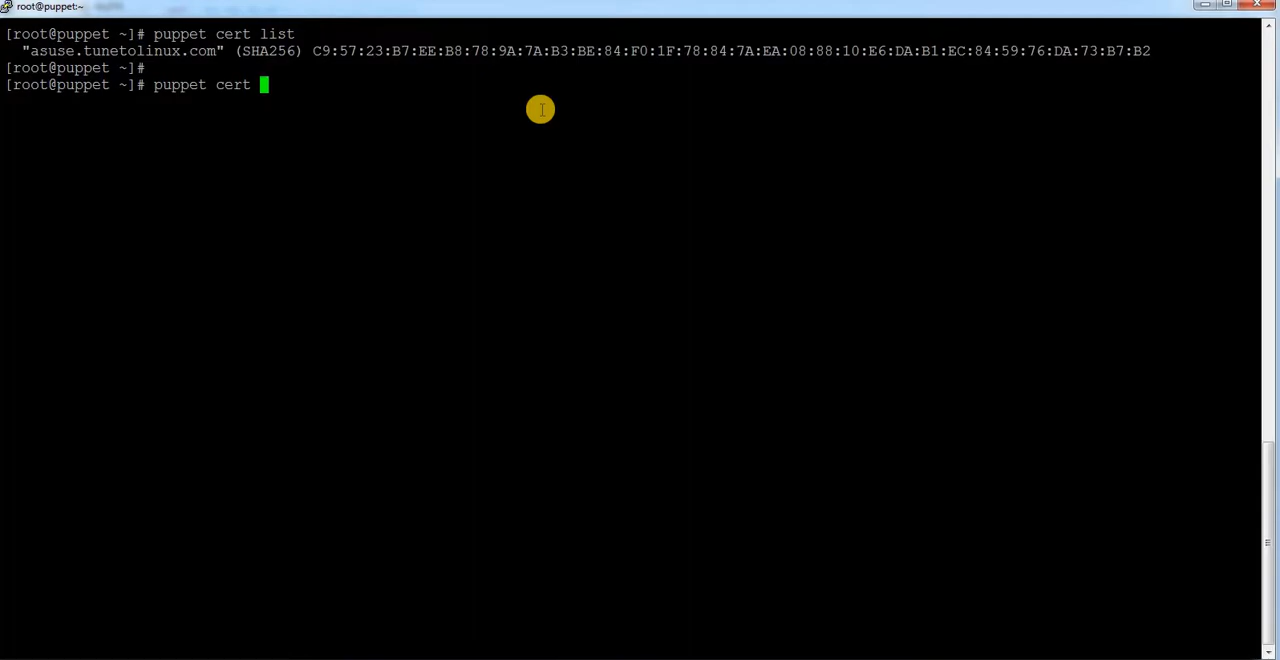 root@puppet:~
[root@puppet ~]# puppet cert list
"asuse.tunetolinux.com" (SHA256) C9:57:23:B7:EE:B8:78:9A:7A:B3:BE:84:F0:1F:78:84:7A:EA:08:88:10:E6:DA:B1:EC:84:59:76:DA:73:B7:B2
[root@puppet ~]#
[root@puppet ~]# puppet cert